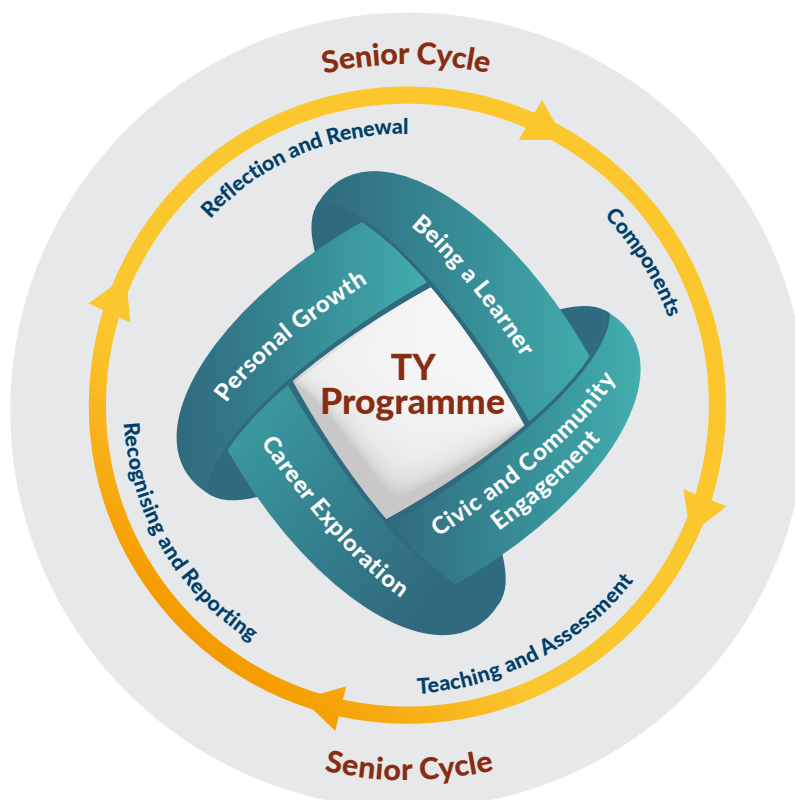 Senior Cycle
Reflection and Renewal
Components
Being a Learner
Personal Growth
TY
Programme
Civic and Community
Engagement
Career Exploration
Recognising and Reporting
Teaching and Assessment
Senior Cycle